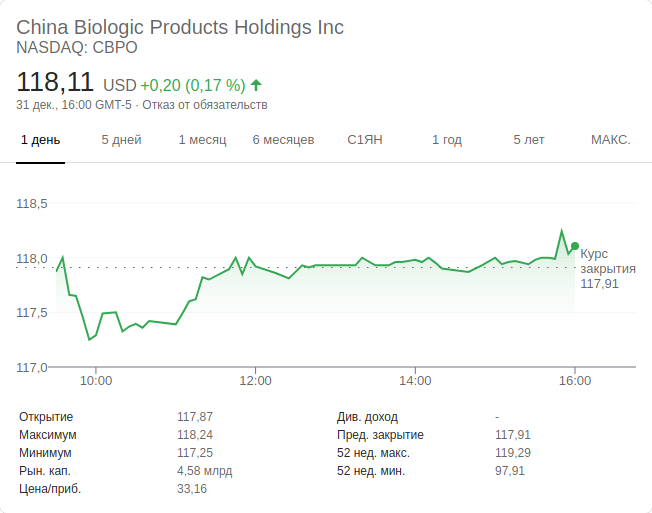 China Biologic Products Holdings Inc
NASDAQ: CBPO
118,11 USD +0,20 (0,17 %)
31 дек., 16:00 GMT-5 · Отказ от обязательств
1 день 5 дней 1 месяц 6 месяцев С1ЯН 1 год 5 лет МАКС.
118,5
118,0
117,5
117,0
Курс
закрытия
117,91
10:00 12:00 14:00 16:00
Открытие 117,87
Максимум 118,24
Минимум 117,25
Рын. кап. 4,58 млрд
Цена/приб. 33,16
Див. доход -
Пред. закрытие 117,91
52 нед. макс. 119,29
52 нед. мин. 97,91